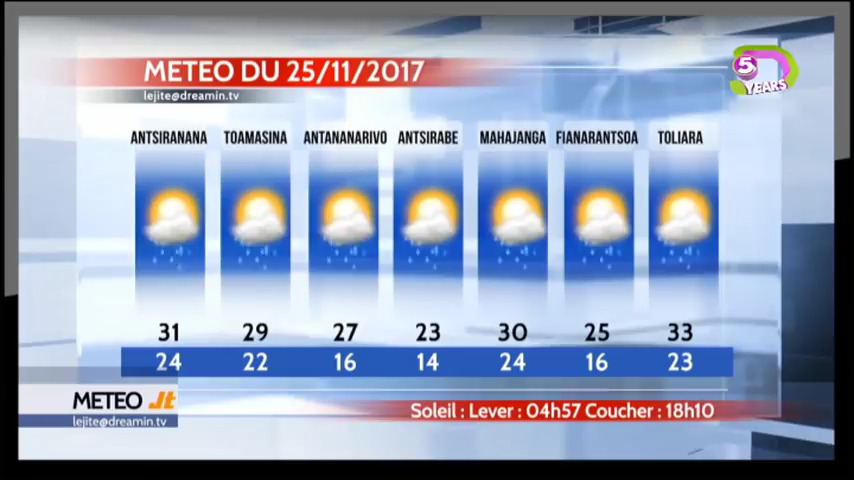 METEO DU 25/11/2017
lejite@dreamin.tv
5
YEARS
ANTSIRANANA TOAMASINA ANTANANARIVO ANTSIRABE MAHAJANGA FIANARANTSOA TOLIARA
31 29 27 23 30 25 33
24 22 16 14 24 16 23
METEO .Jt
lejite@dreamin.tv
Soleil : Lever : 04h57 Coucher : 18h10